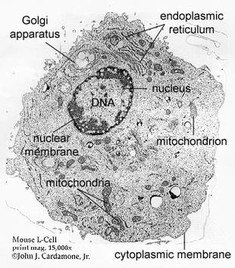 Golgi
apparatus
endoplasmic
reticulum
nucleus
DNA
nuclear
membrane
mitochondrion
mitochondria
Mouse L-Cell
print mag. 15,000x
©John J. Cardamone, Jr.
cytoplasmic membrane